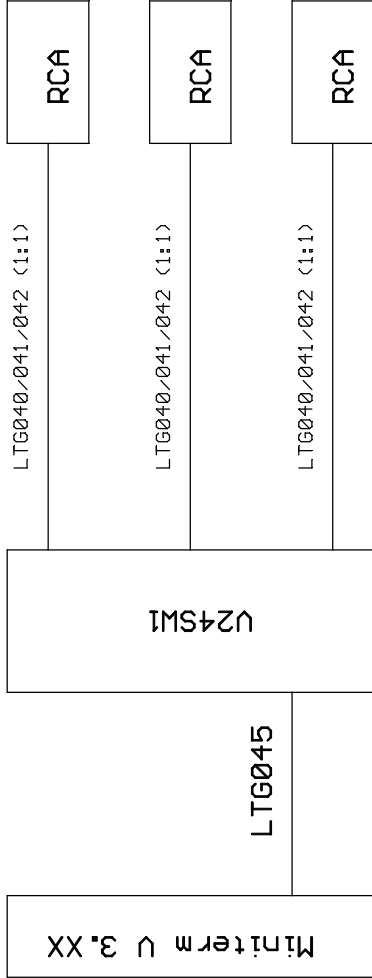 RCA
RCA
RCA
LTG040/041/042 (1:1)
LTG040/041/042 (1:1)
LTG040/041/042 (1:1)
V24SW1
LTG045
Miniterm V 3.XX